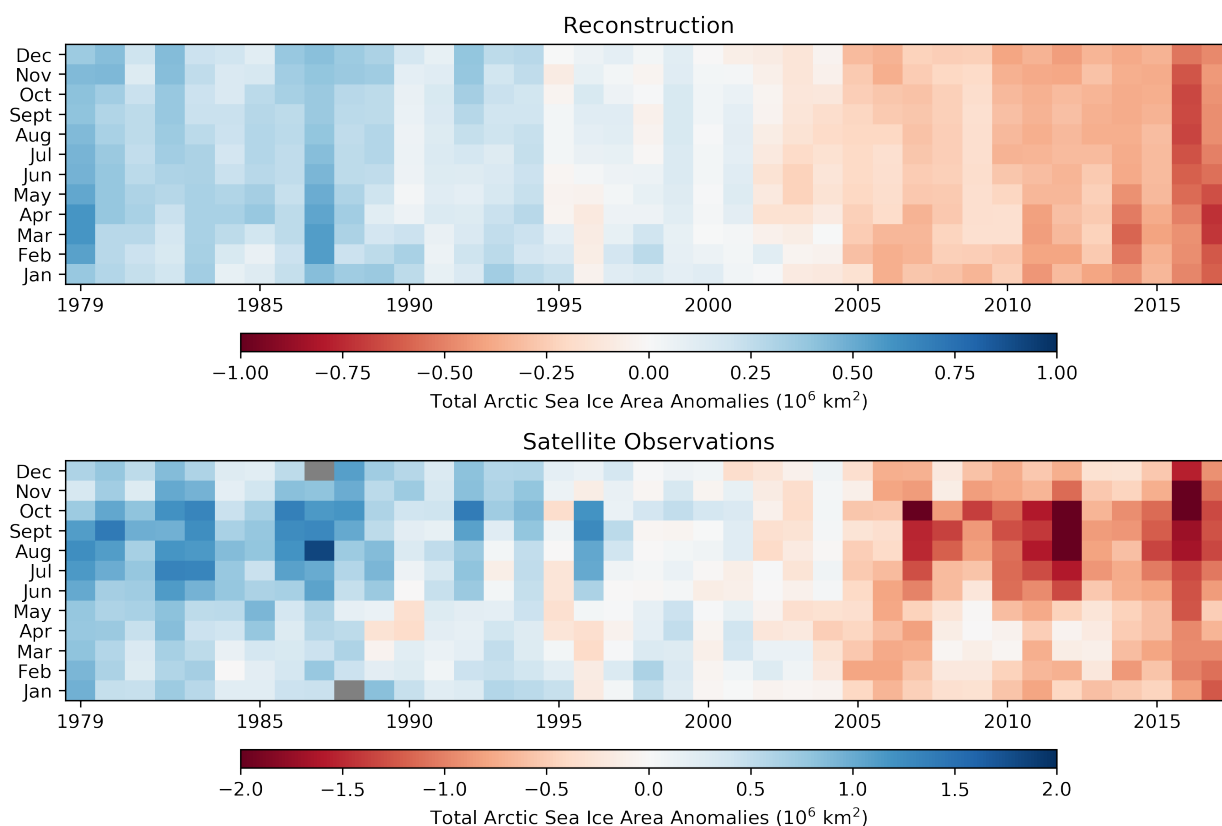 Reconstruction
Dec
Nov
Oct
Sept
Aug
Jul
Jun
May
Apr
Mar
Feb
Jan
1979 1985 1990 1995 2000 2005 2010 2015
−1.00 −0.75 −0.50 −0.25 0.00 0.25 0.50 0.75 1.00
Total Arctic Sea Ice Area Anomalies (10⁶ km²)
Satellite Observations
Dec
Nov
Oct
Sept
Aug
Jul
Jun
May
Apr
Mar
Feb
Jan
1979 1985 1990 1995 2000 2005 2010 2015
−2.0 −1.5 −1.0 −0.5 0.0 0.5 1.0 1.5 2.0
Total Arctic Sea Ice Area Anomalies (10⁶ km²)